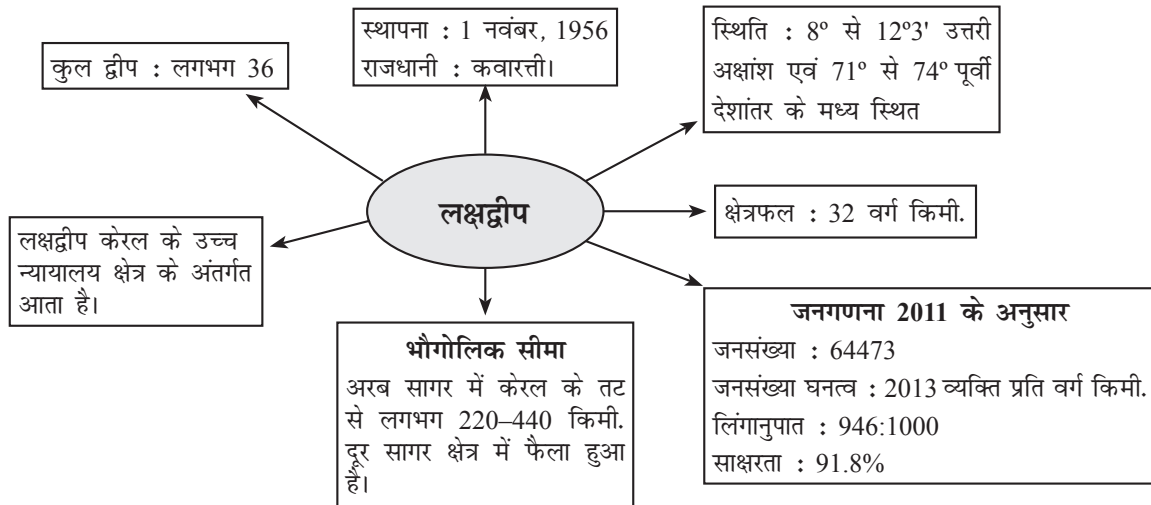 कुल द्वीप : लगभग 36
स्थापना : 1 नवंबर, 1956
राजधानी : कवारत्ती।
स्थिति : 8º से 12º3' उत्तरी
अक्षांश एवं 71º से 74º पूर्वी
देशांतर के मध्य स्थित
लक्षद्वीप
क्षेत्रफल : 32 वर्ग किमी.
लक्षद्वीप केरल के उच्च
न्यायालय क्षेत्र के अंतर्गत
आता है।
भौगोलिक सीमा
अरब सागर में केरल के तट
से लगभग 220–440 किमी.
दूर सागर क्षेत्र में फैला हुआ
है।
जनगणना 2011 के अनुसार
जनसंख्या : 64473
जनसंख्या घनत्व : 2013 व्यक्ति प्रति वर्ग किमी.
लिंगानुपात : 946:1000
साक्षरता : 91.8%